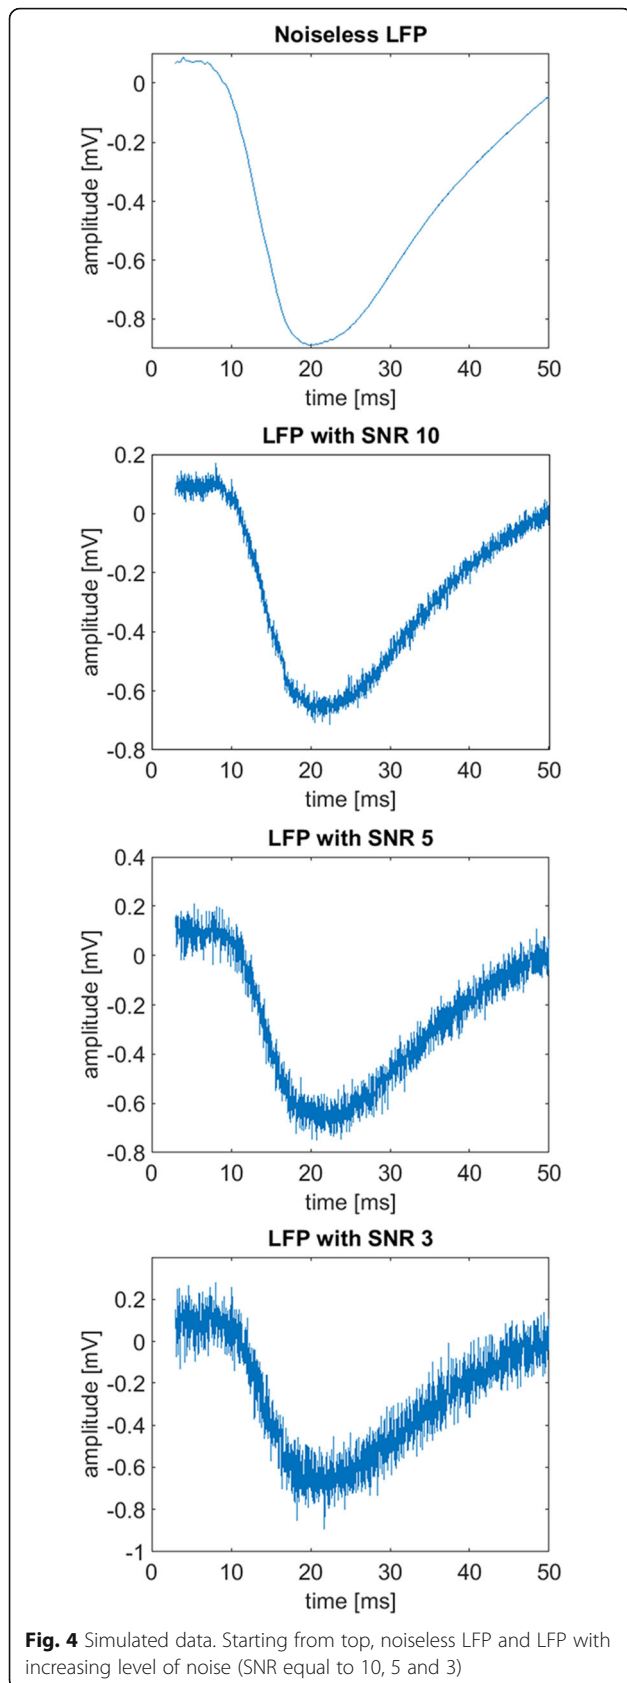 Noiseless LFP
0
-0.2
-0.4
-0.6
-0.8
amplitude [mV]
0 10 20 30 40 50
time [ms]
LFP with SNR 10
0.2
0
-0.2
-0.4
-0.6
-0.8
amplitude [mV]
0 10 20 30 40 50
time [ms]
LFP with SNR 5
0.4
0.2
0
-0.2
-0.4
-0.6
-0.8
amplitude [mV]
0 10 20 30 40 50
time [ms]
LFP with SNR 3
0.2
0
-0.2
-0.4
-0.6
-0.8
-1
amplitude [mV]
0 10 20 30 40 50
time [ms]
Fig. 4 Simulated data. Starting from top, noiseless LFP and LFP with
increasing level of noise (SNR equal to 10, 5 and 3)